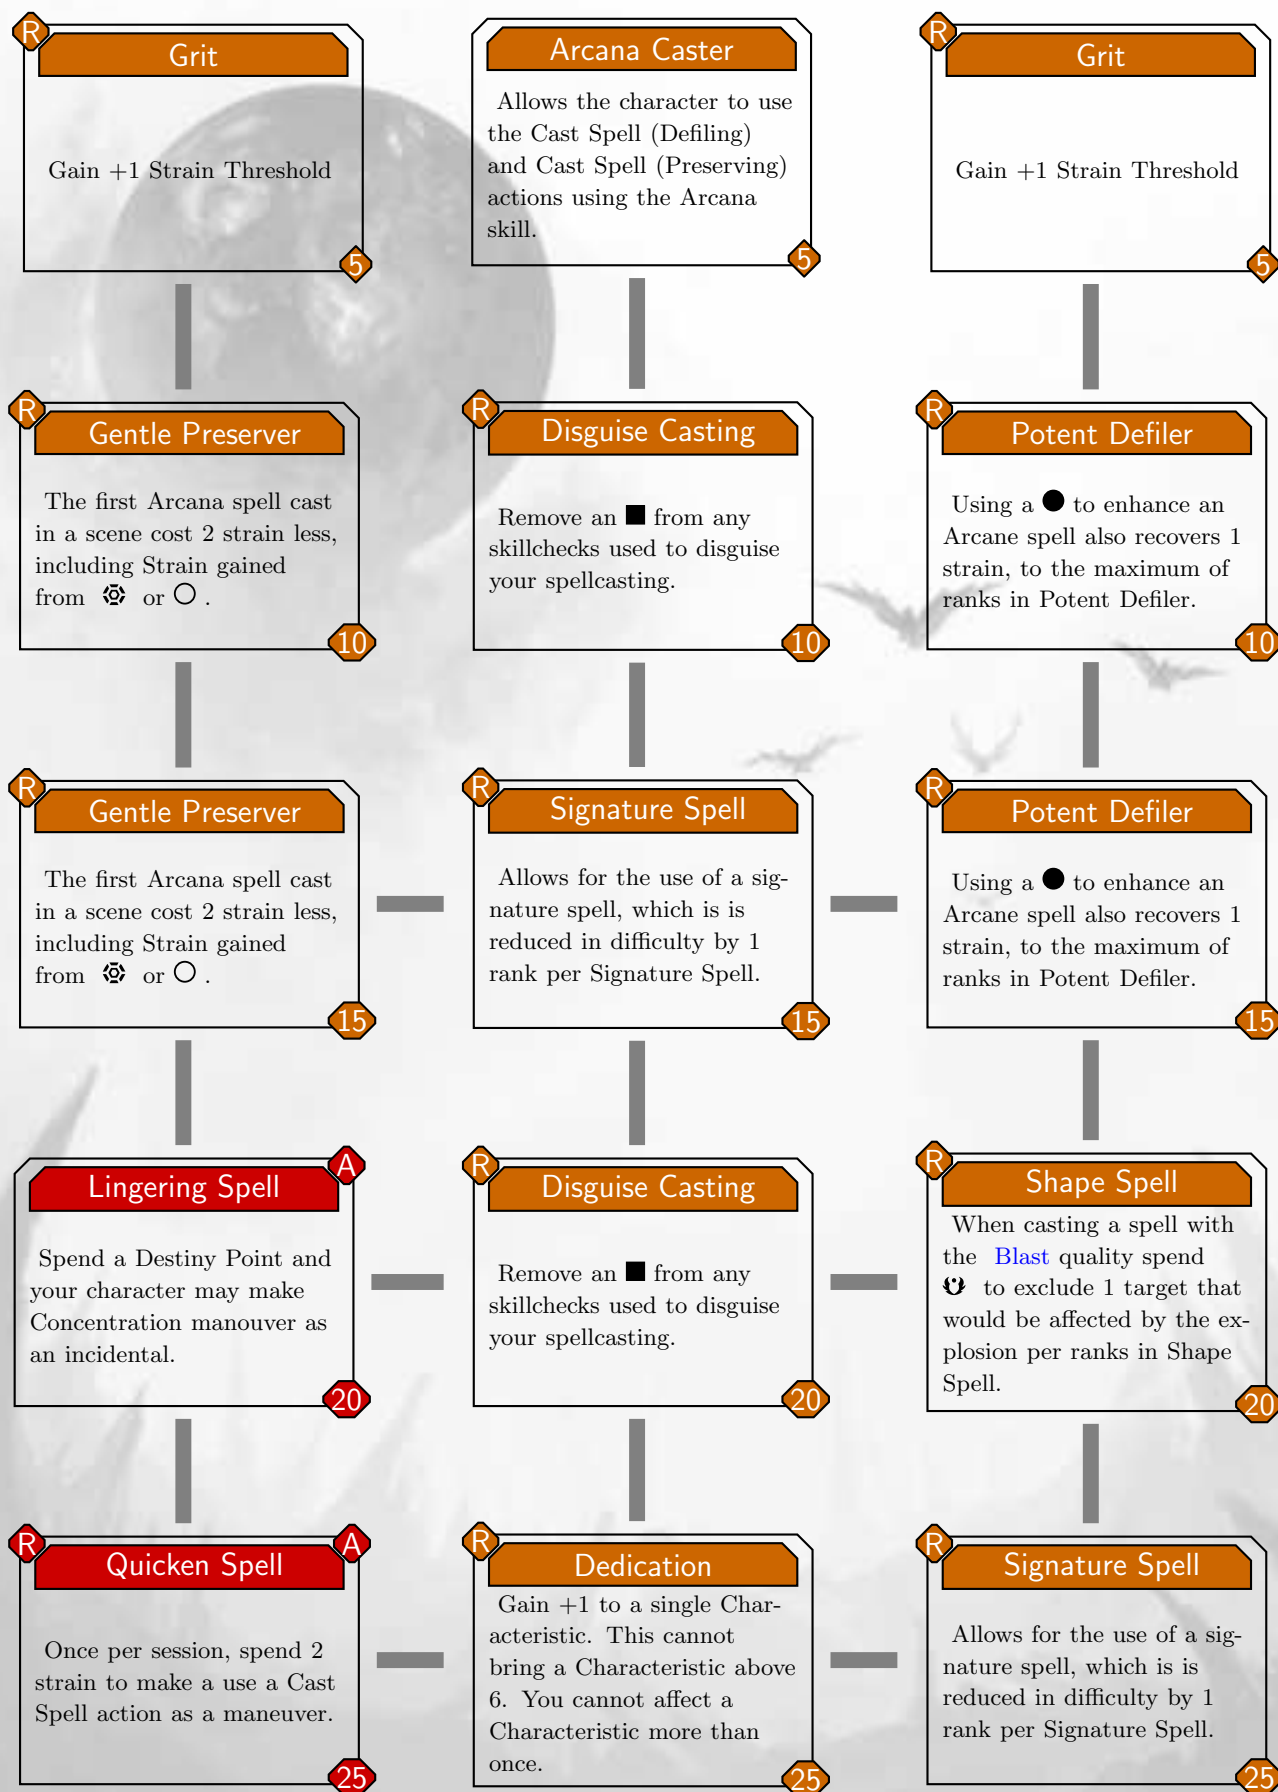 R
Grit
Gain +1 Strain Threshold
5
Arcana Caster
Allows the character to use
the Cast Spell (Defiling)
and Cast Spell (Preserving)
actions using the Arcana
skill.
5
R
Grit
Gain +1 Strain Threshold
5
R
Gentle Preserver
The first Arcana spell cast
in a scene cost 2 strain less,
including Strain gained
from or .
10
R
Disguise Casting
Remove an ■ from any
skillchecks used to disguise
your spellcasting.
10
R
Potent Defiler
Using a ● to enhance an
Arcane spell also recovers 1
strain, to the maximum of
ranks in Potent Defiler.
10
R
Gentle Preserver
The first Arcana spell cast
in a scene cost 2 strain less,
including Strain gained
from or .
15
R
Signature Spell
Allows for the use of a sig-
nature spell, which is is
reduced in difficulty by 1
rank per Signature Spell.
15
R
Potent Defiler
Using a ● to enhance an
Arcane spell also recovers 1
strain, to the maximum of
ranks in Potent Defiler.
15
A
Lingering Spell
Spend a Destiny Point and
your character may make
Concentration manouver as
an incidental.
20
R
Disguise Casting
Remove an ■ from any
skillchecks used to disguise
your spellcasting.
20
R
Shape Spell
When casting a spell with
the Blast quality spend
to exclude 1 target that
would be affected by the ex-
plosion per ranks in Shape
Spell.
20
R
A
Quicken Spell
Once per session, spend 2
strain to make a use a Cast
Spell action as a maneuver.
25
R
Dedication
Gain +1 to a single Char-
acteristic. This cannot
bring a Characteristic above
6. You cannot affect a
Characteristic more than
once.
25
R
Signature Spell
Allows for the use of a sig-
nature spell, which is is
reduced in difficulty by 1
rank per Signature Spell.
25